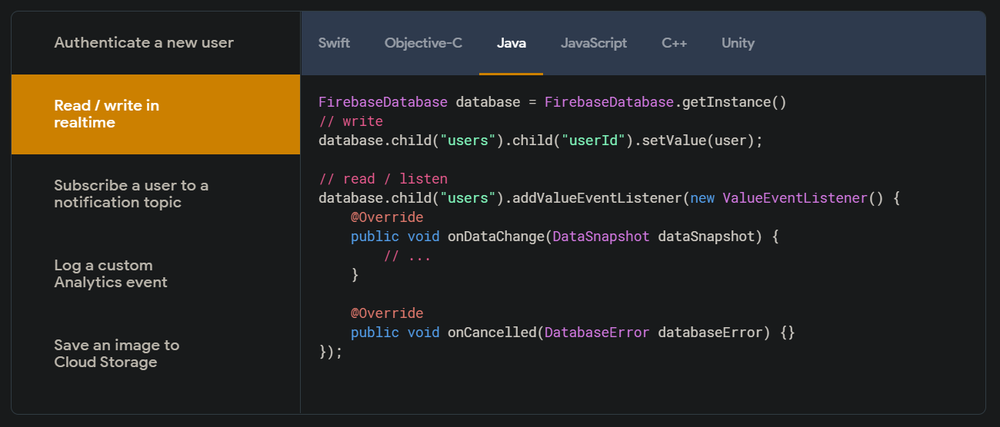 Authenticate a new user
Read / write in
realtime
Subscribe a user to a
notification topic
Log a custom
Analytics event
Save an image to
Cloud Storage
Swift Objective-C Java JavaScript C++ Unity
FirebaseDatabase database = FirebaseDatabase.getInstance()
// write
database.child("users").child("userId").setValue(user);

// read / listen
database.child("users").addValueEventListener(new ValueEventListener() {
    @Override
    public void onDataChange(DataSnapshot dataSnapshot) {
        // ...
    }

    @Override
    public void onCancelled(DatabaseError databaseError) {}
});